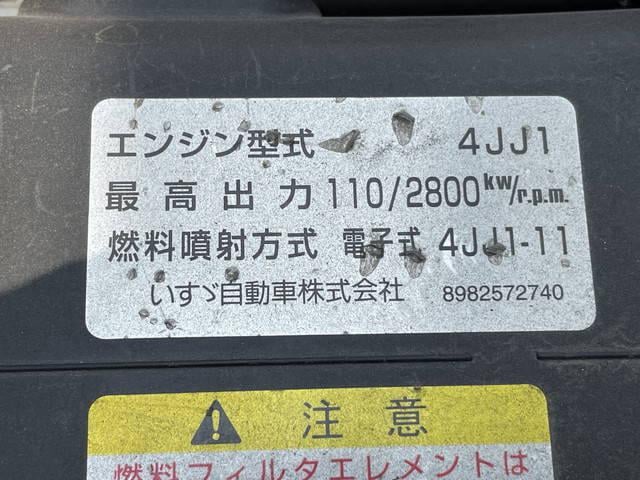 エンジン型式 4JJ1
最高出力 110/2800kw/r.p.m.
燃料噴射方式 電子式 4JJ1-11
いすゞ自動車株式会社 8982572740
注意
燃料フィルタエレメントは